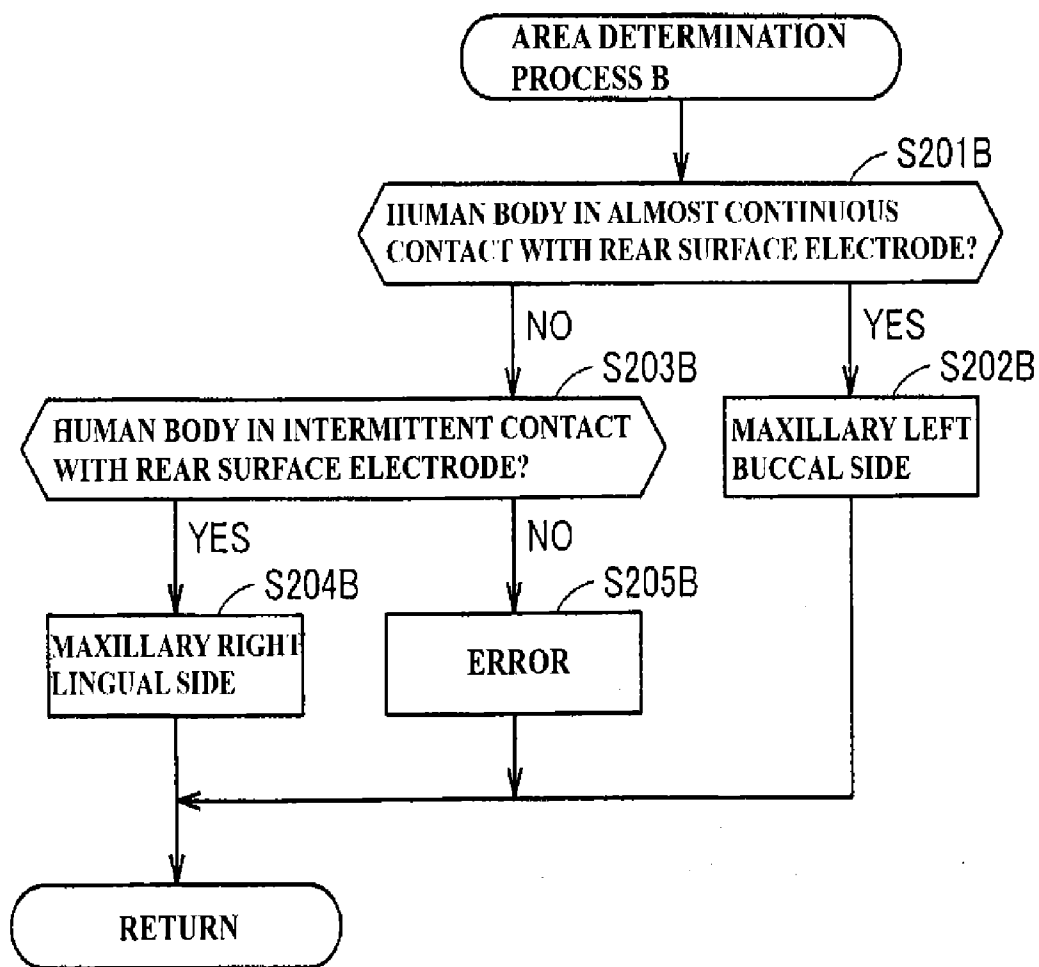 AREA DETERMINATION
PROCESS B
S201B
HUMAN BODY IN ALMOST CONTINUOUS
CONTACT WITH REAR SURFACE ELECTRODE?
NO
YES
S203B
S202B
HUMAN BODY IN INTERMITTENT CONTACT
WITH REAR SURFACE ELECTRODE?
MAXILLARY LEFT
BUCCAL SIDE
YES
NO
S204B
S205B
MAXILLARY RIGHT
LINGUAL SIDE
ERROR
RETURN